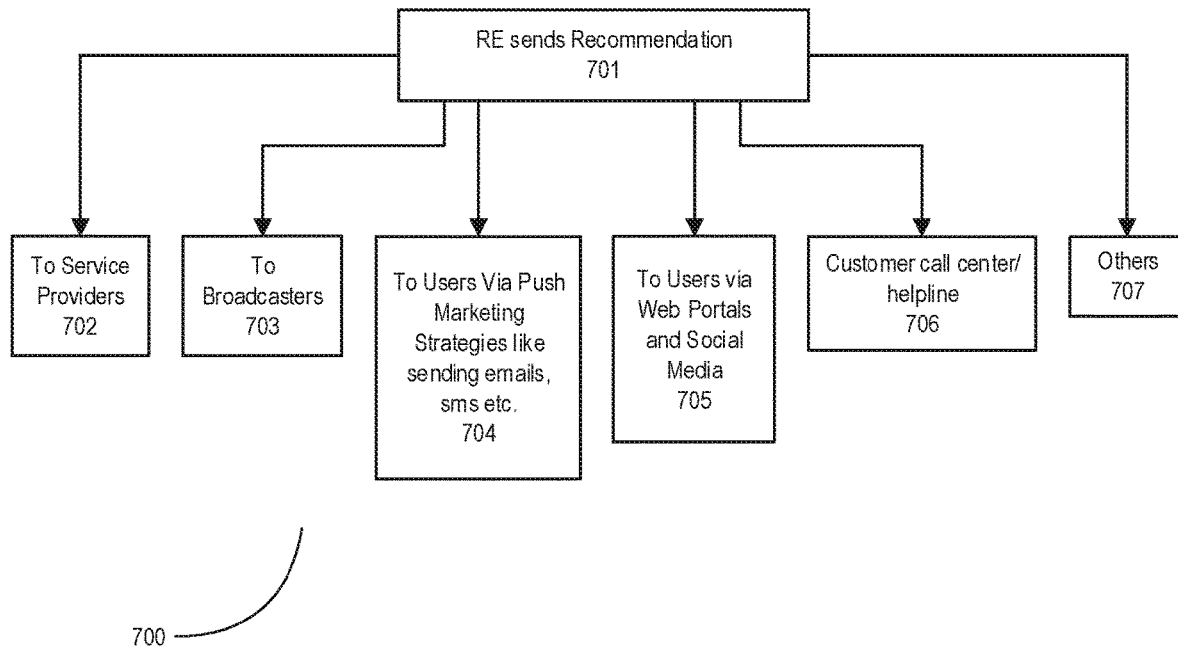 RE sends Recommendation
701
To Service
Providers
702
To
Broadcasters
703
To Users Via Push
Marketing
Strategies like
sending emails,
sms etc.
704
To Users via
Web Portals
and Social
Media
705
Customer call center/
helpline
706
Others
707
700